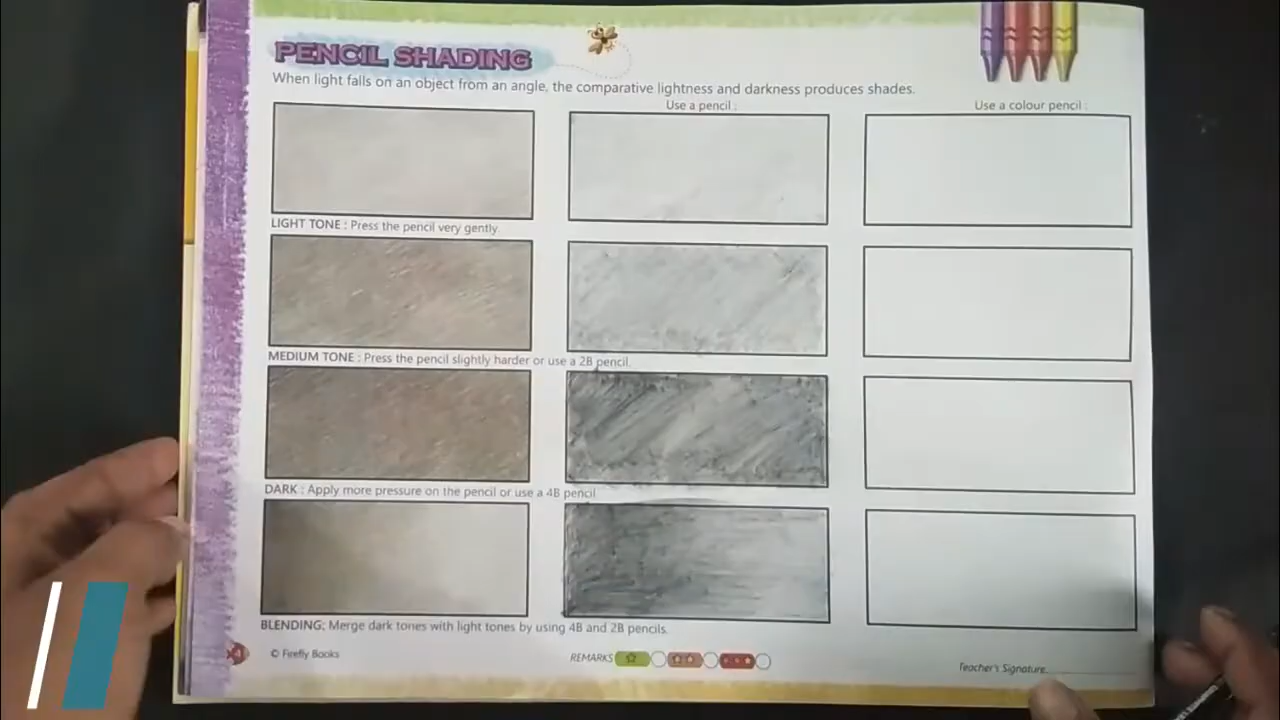 PENCIL SHADING
When light falls on an object from an angle, the comparative lightness and darkness produces shades.
Use a pencil :
Use a colour pencil :
LIGHT TONE : Press the pencil very gently.
MEDIUM TONE : Press the pencil slightly harder or use a 2B pencil.
DARK : Apply more pressure on the pencil or use a 4B pencil
BLENDING: Merge dark tones with light tones by using 4B and 2B pencils.
4
© Firefly Books
REMARKS
Teacher's Signature